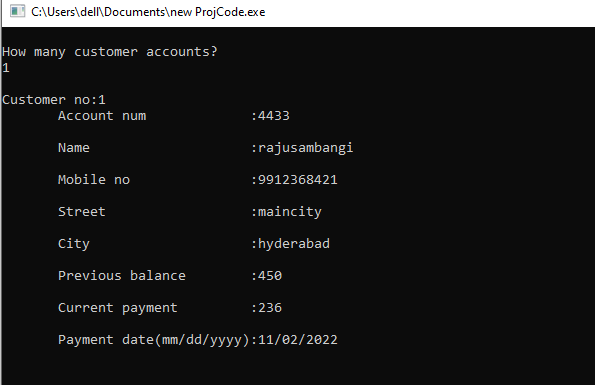 C:\Users\dell\Documents\new ProjCode.exe
How many customer accounts?
1
Customer no:1
Account num :4433
Name :rajusambangi
Mobile no :9912368421
Street :maincity
City :hyderabad
Previous balance :450
Current payment :236
Payment date(mm/dd/yyyy):11/02/2022